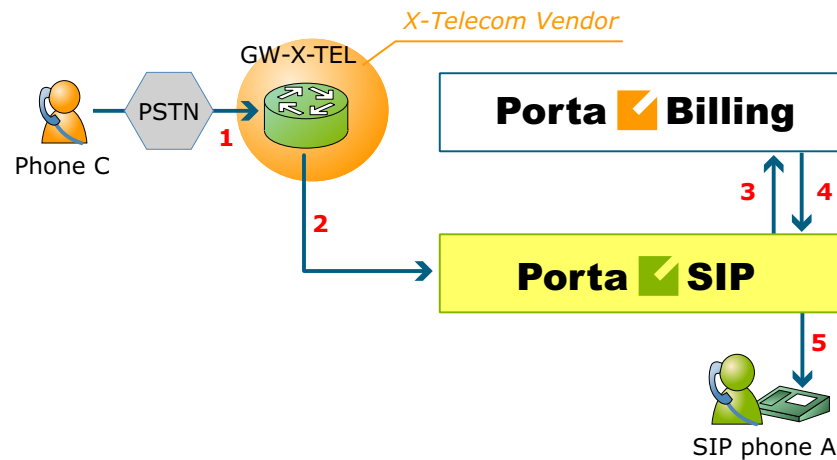 X-Telecom Vendor
GW-X-TEL
PSTN
1
Phone C
2
Porta Billing
3
4
Porta SIP
5
SIP phone A